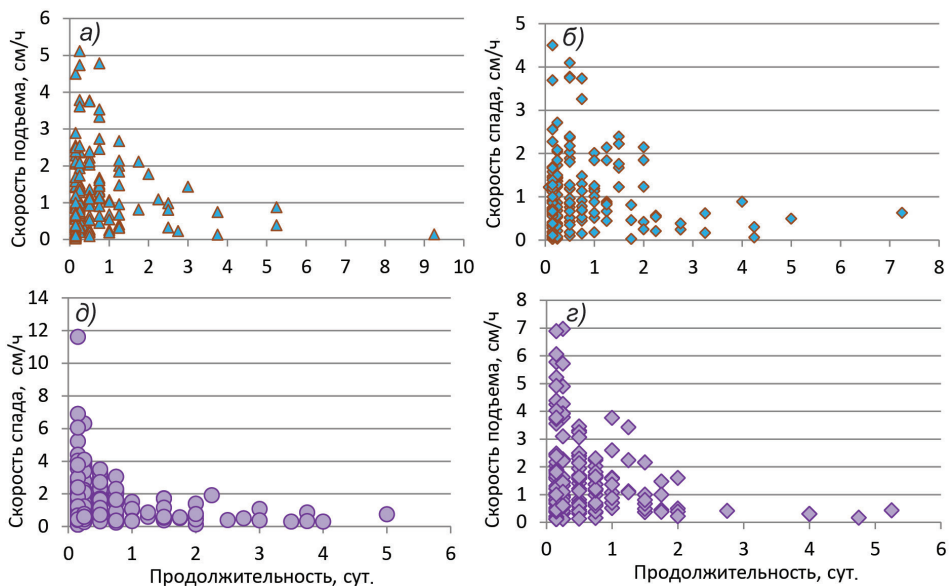 а)
Скорость подъема, см/ч
6
5
4
3
2
1
0
0 1 2 3 4 5 6 7 8 9 10
б)
Скорость спада, см/ч
5
4
3
2
1
0
0 1 2 3 4 5 6 7 8
д)
Скорость спада, см/ч
14
12
10
8
6
4
2
0
0 1 2 3 4 5 6
Продолжительность, сут.
г)
Скорость подъема, см/ч
8
7
6
5
4
3
2
1
0
0 1 2 3 4 5 6
Продолжительность, сут.